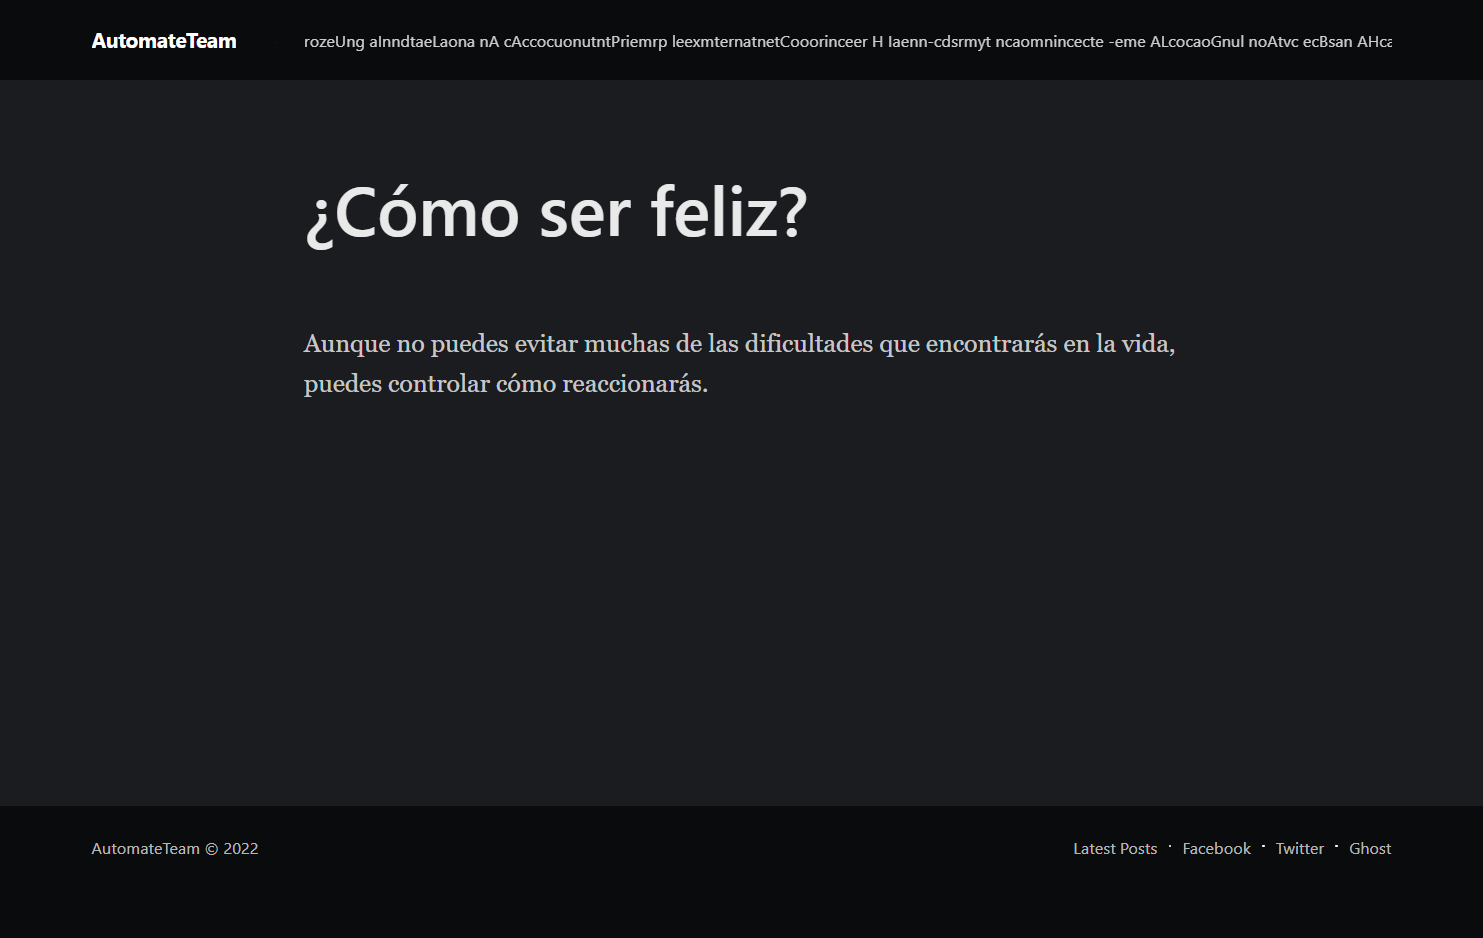 AutomateTeam
rozeUng aInndtaeLaona nA cAccocuonutntPriemrp leexmternatnetCooorinceer H Iaenn-cdsrmyt ncaomnincecte -eme ALcocaoGnul noAtvc ecBsan AHca
¿Cómo ser feliz?
Aunque no puedes evitar muchas de las dificultades que encontrarás en la vida,
puedes controlar cómo reaccionarás.
AutomateTeam © 2022
Latest Posts · Facebook · Twitter · Ghost